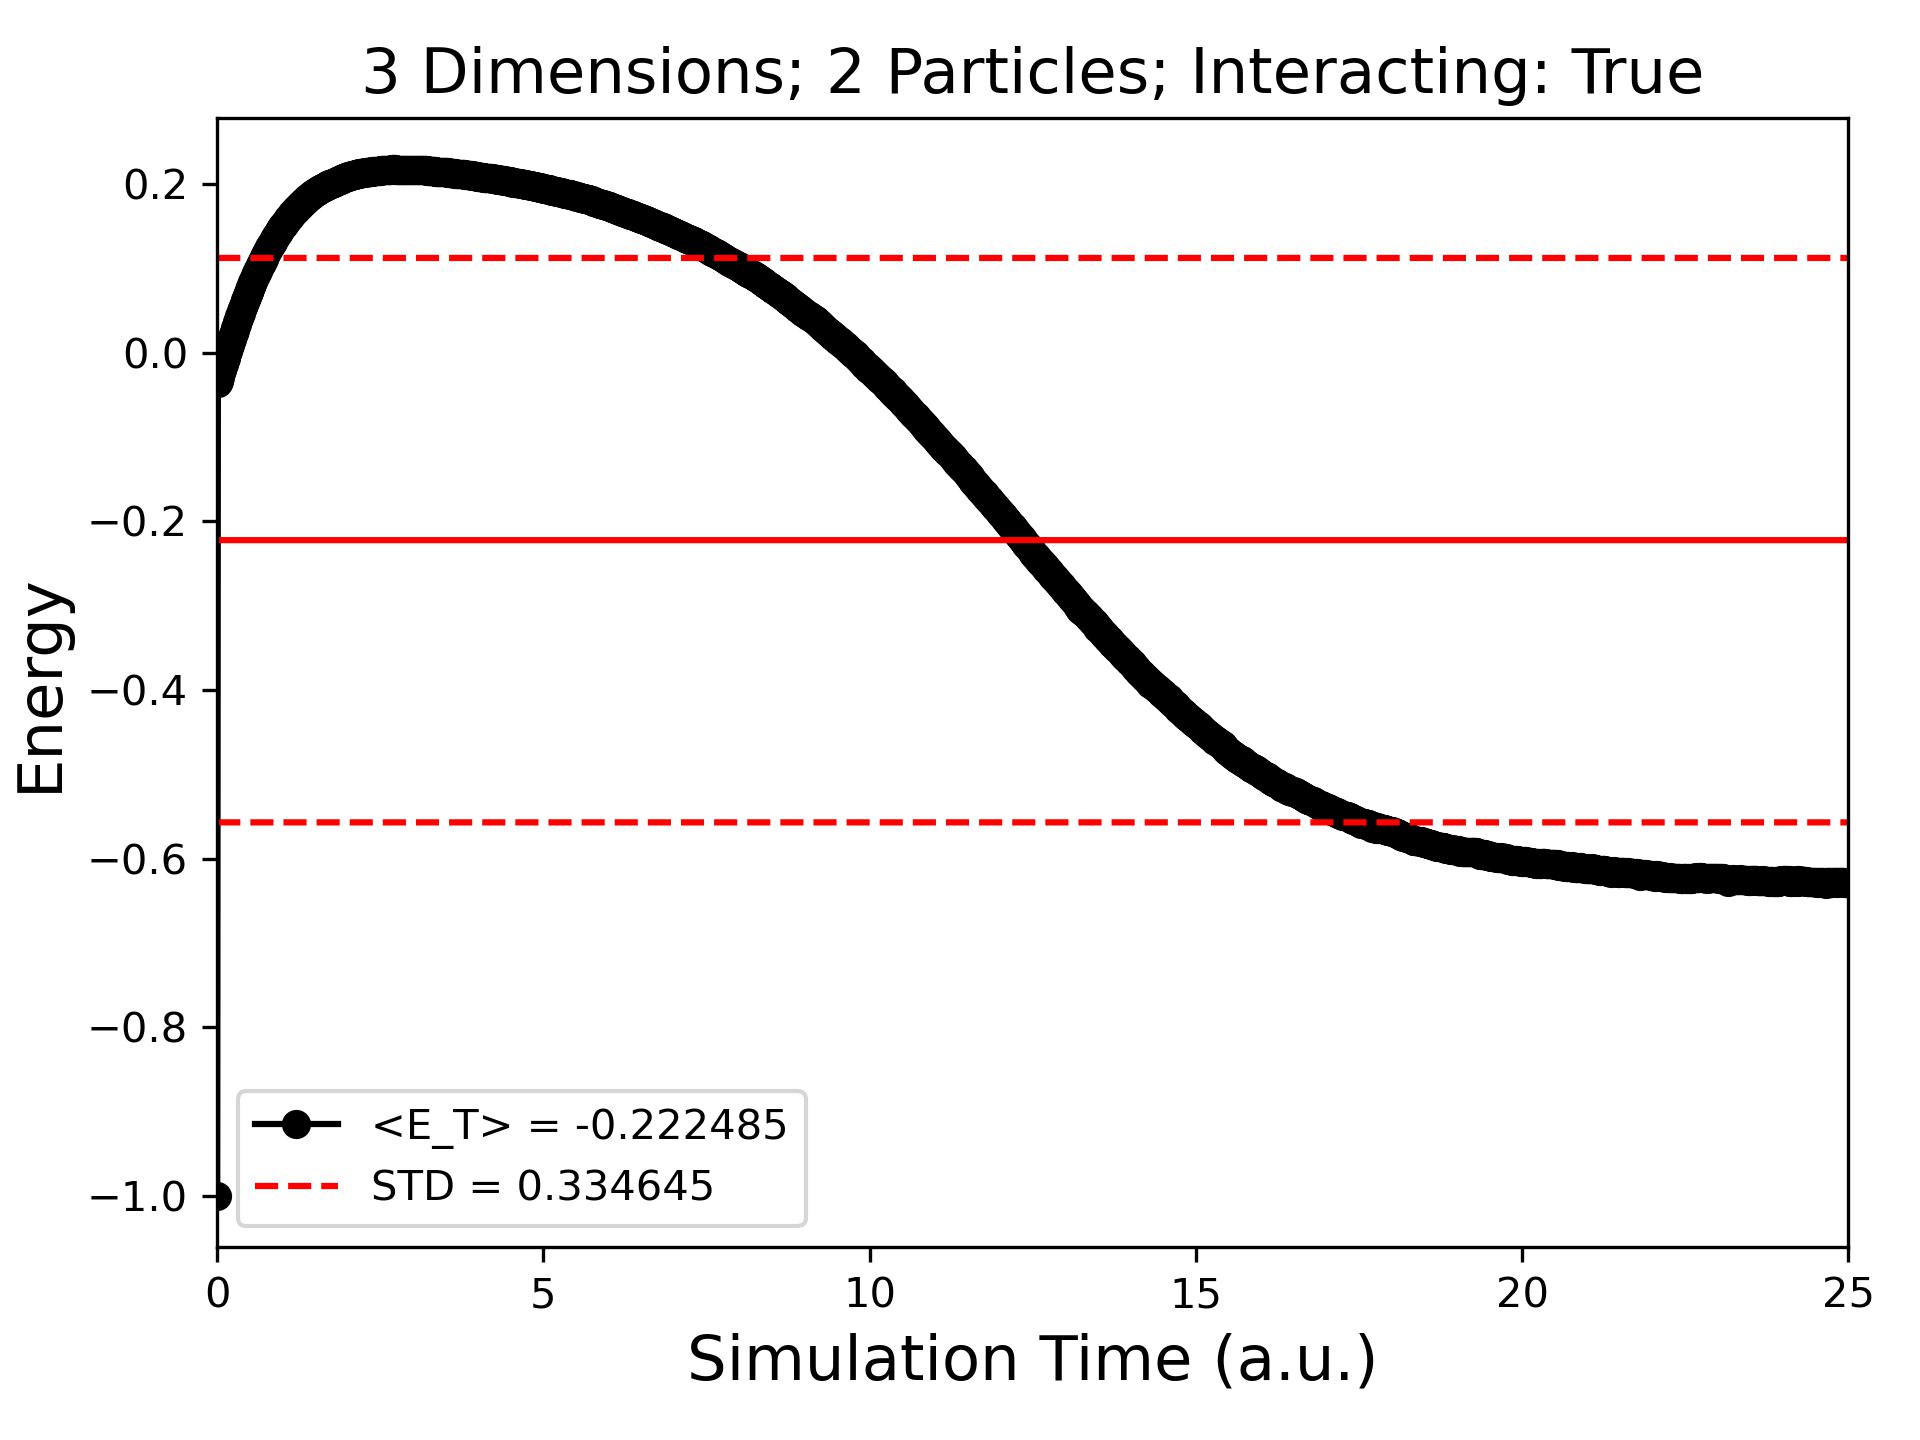 3 Dimensions; 2 Particles; Interacting: True
Energy
0.2
0.0
−0.2
−0.4
−0.6
−0.8
−1.0
<E_T> = -0.222485
STD = 0.334645
0 5 10 15 20 25
Simulation Time (a.u.)